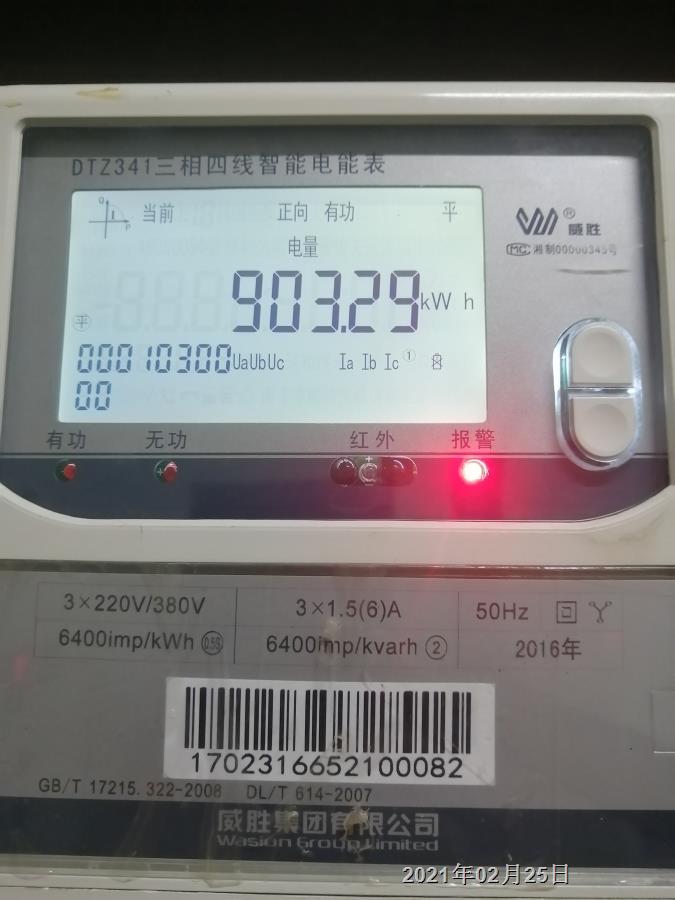 DTZ341三相四线智能电能表
当前 正向 有功 平
电量
903.29kWh
平
00010300 UaUbUc Ia Ib Ic ①
00
威胜
MC 湘制00000345号
有功 无功 红外 报警
3×220V/380V 3×1.5(6)A 50Hz
6400imp/kWh 0.5S 6400imp/kvarh ② 2016年
1702316652100082
GB/T 17215.322-2008 DL/T 614-2007
威胜集团有限公司
Wasion Group Limited
2021年02月25日